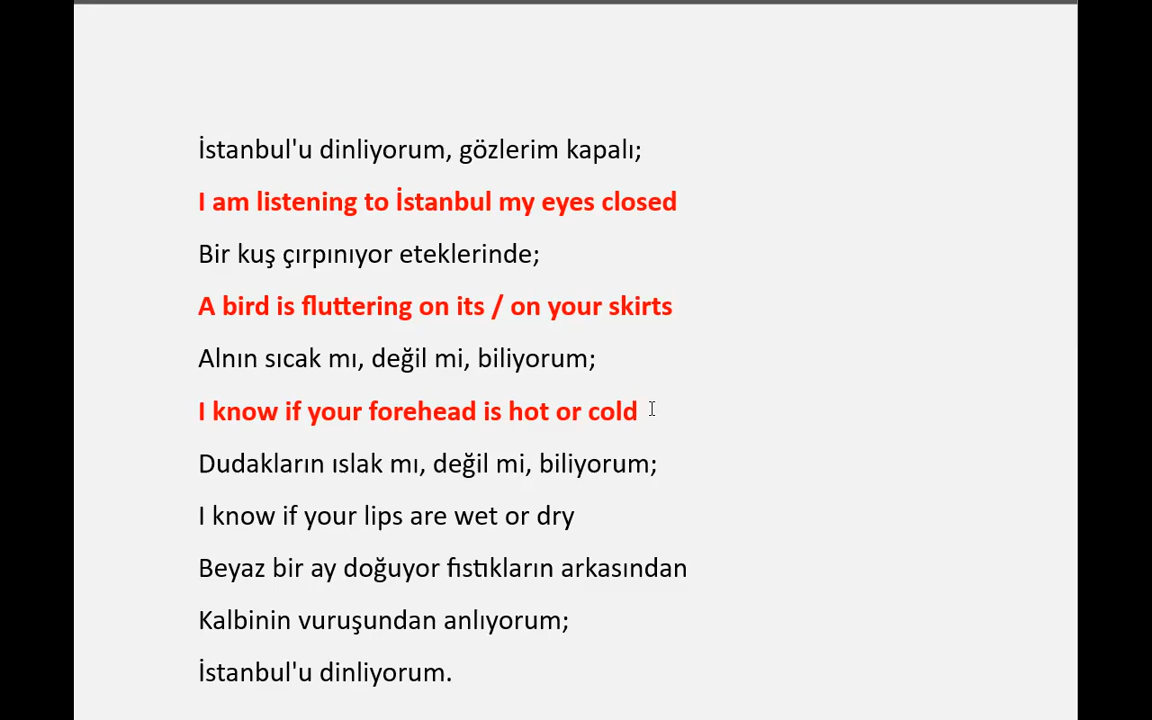 İstanbul'u dinliyorum, gözlerim kapalı;
I am listening to İstanbul my eyes closed
Bir kuş çırpınıyor eteklerinde;
A bird is fluttering on its / on your skirts
Alnın sıcak mı, değil mi, biliyorum;
I know if your forehead is hot or cold
Dudakların ıslak mı, değil mi, biliyorum;
I know if your lips are wet or dry
Beyaz bir ay doğuyor fıstıkların arkasından
Kalbinin vuruşundan anlıyorum;
İstanbul'u dinliyorum.